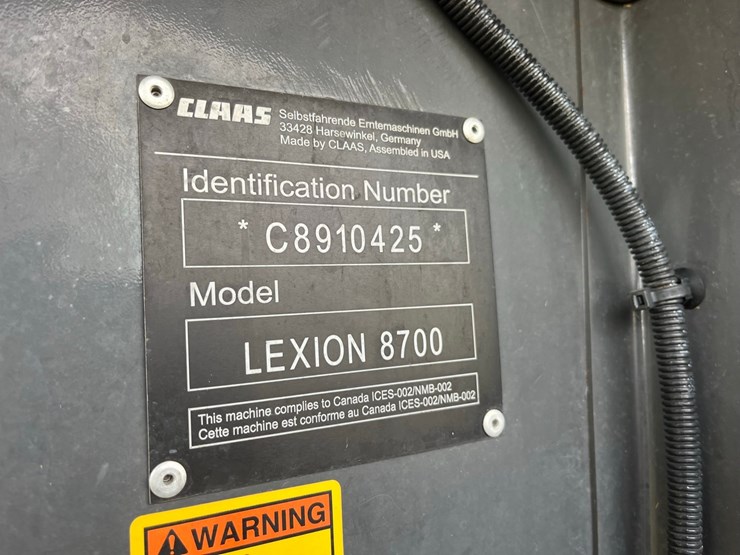 CLAAS Selbstfahrende Erntemaschinen GmbH
33428 Harsewinkel, Germany
Made by CLAAS, Assembled in USA
Identification Number
* C8910425 *
Model
LEXION 8700
This machine complies to Canada ICES-002/NMB-002
Cette machine est conforme au Canada ICES-002/NMB-002
WARNING